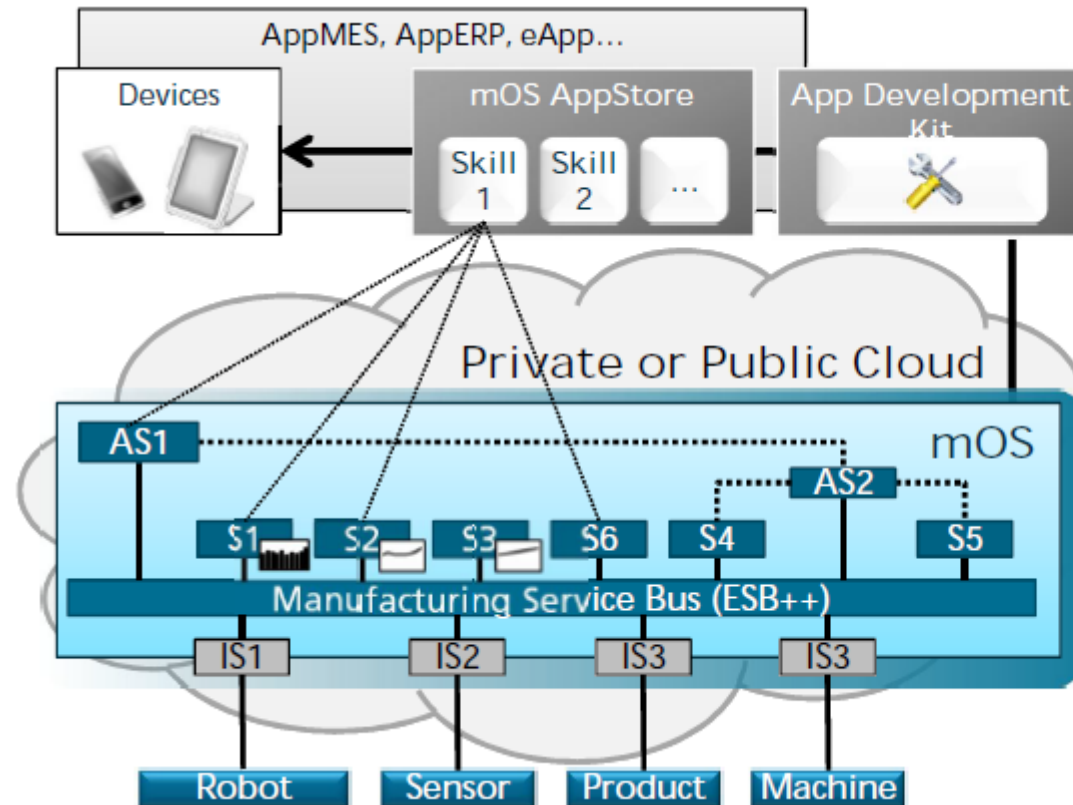 AppMES, AppERP, eApp...
Devices
mOS AppStore
App Development
Kit
Skill
1
Skill
2
...
Private or Public Cloud
mOS
AS1
AS2
S1
S2
S3
S6
S4
S5
Manufacturing Service Bus (ESB++)
IS1
IS2
IS3
IS3
Robot
Sensor
Product
Machine